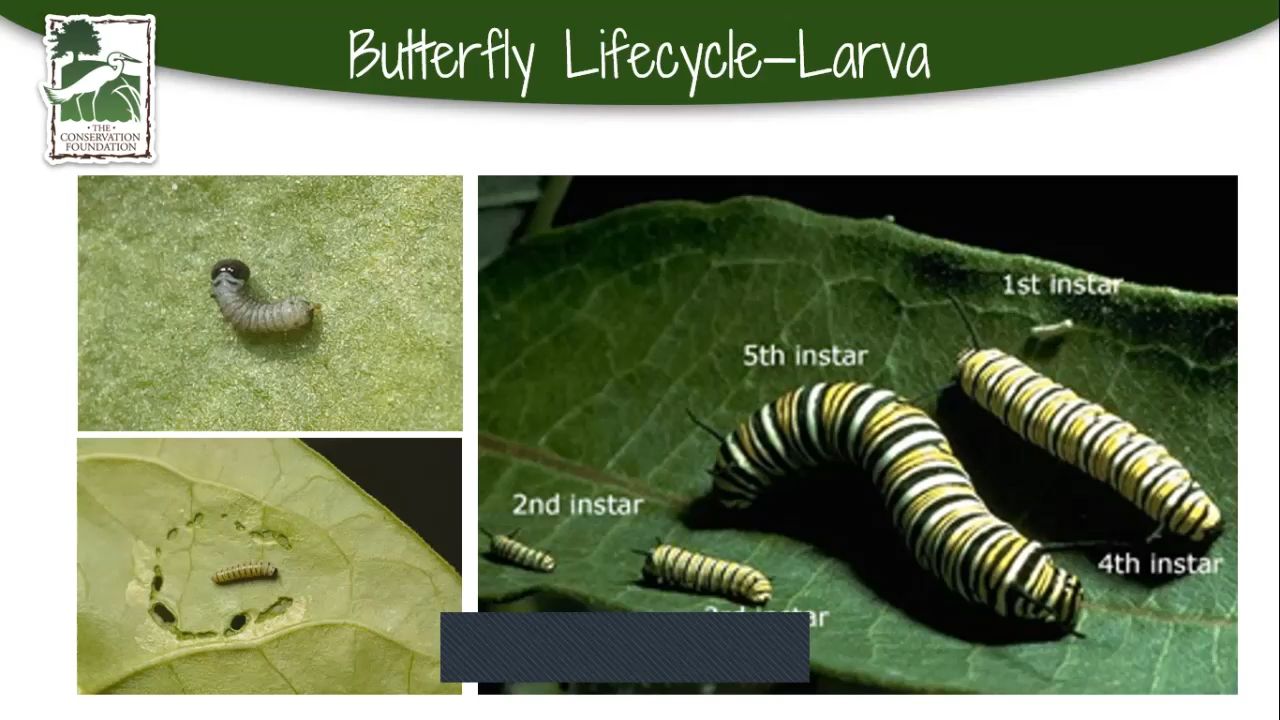 Butterfly Lifecycle–Larva
• THE •
CONSERVATION
FOUNDATION
1st instar
5th instar
2nd instar
4th instar